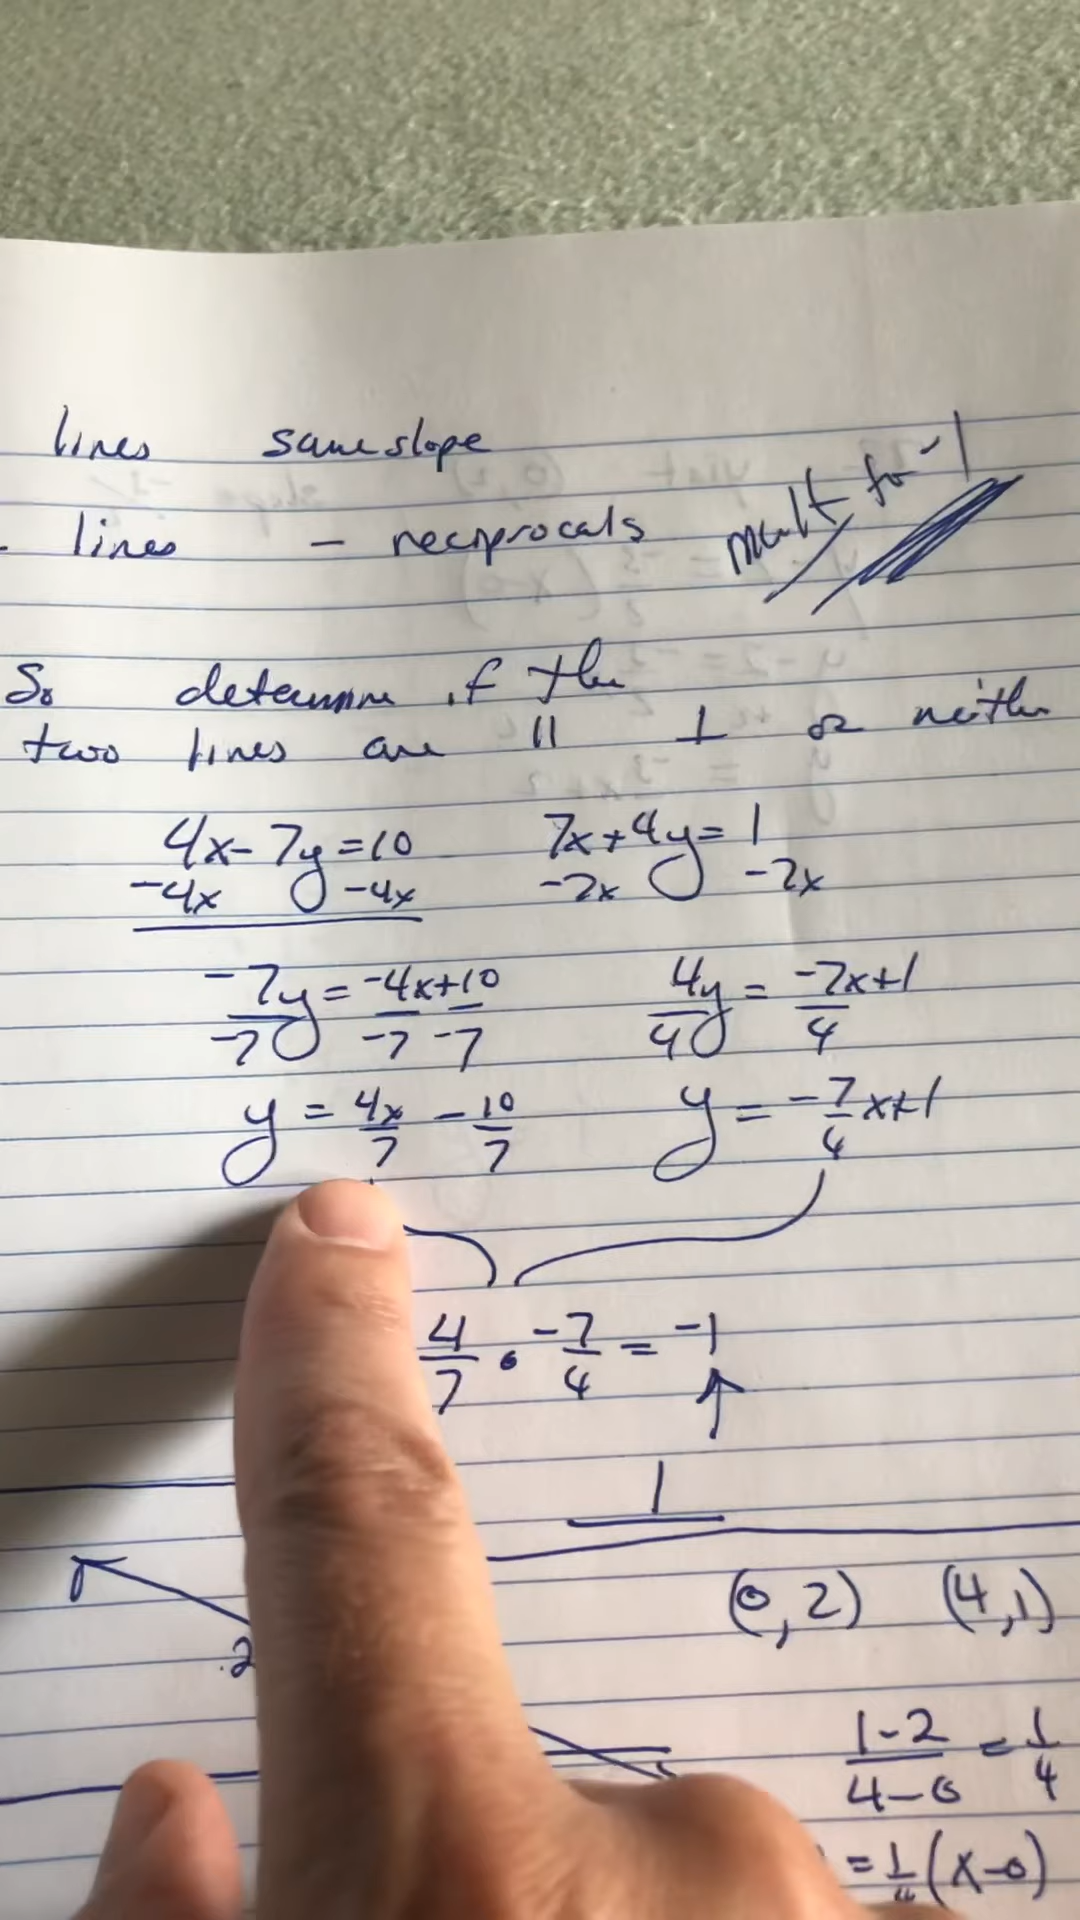 lines same slope
lines - reciprocals mult for -1
So determine if the
two lines are || ⊥ or neither
4x-7y=10 7x+4y=1
-4x -4x -7x -7x
-7y = -4x+10 4y = -7x+1
-7 -7 -7 4 4
y = 4x/7 - 10/7 y = -7/4 x+1
4/7 • -7/4 = -1
↑
⊥
(0,2) (4,1)
2
1-2/4-0 = 1/4
= 1/4 (x-0)